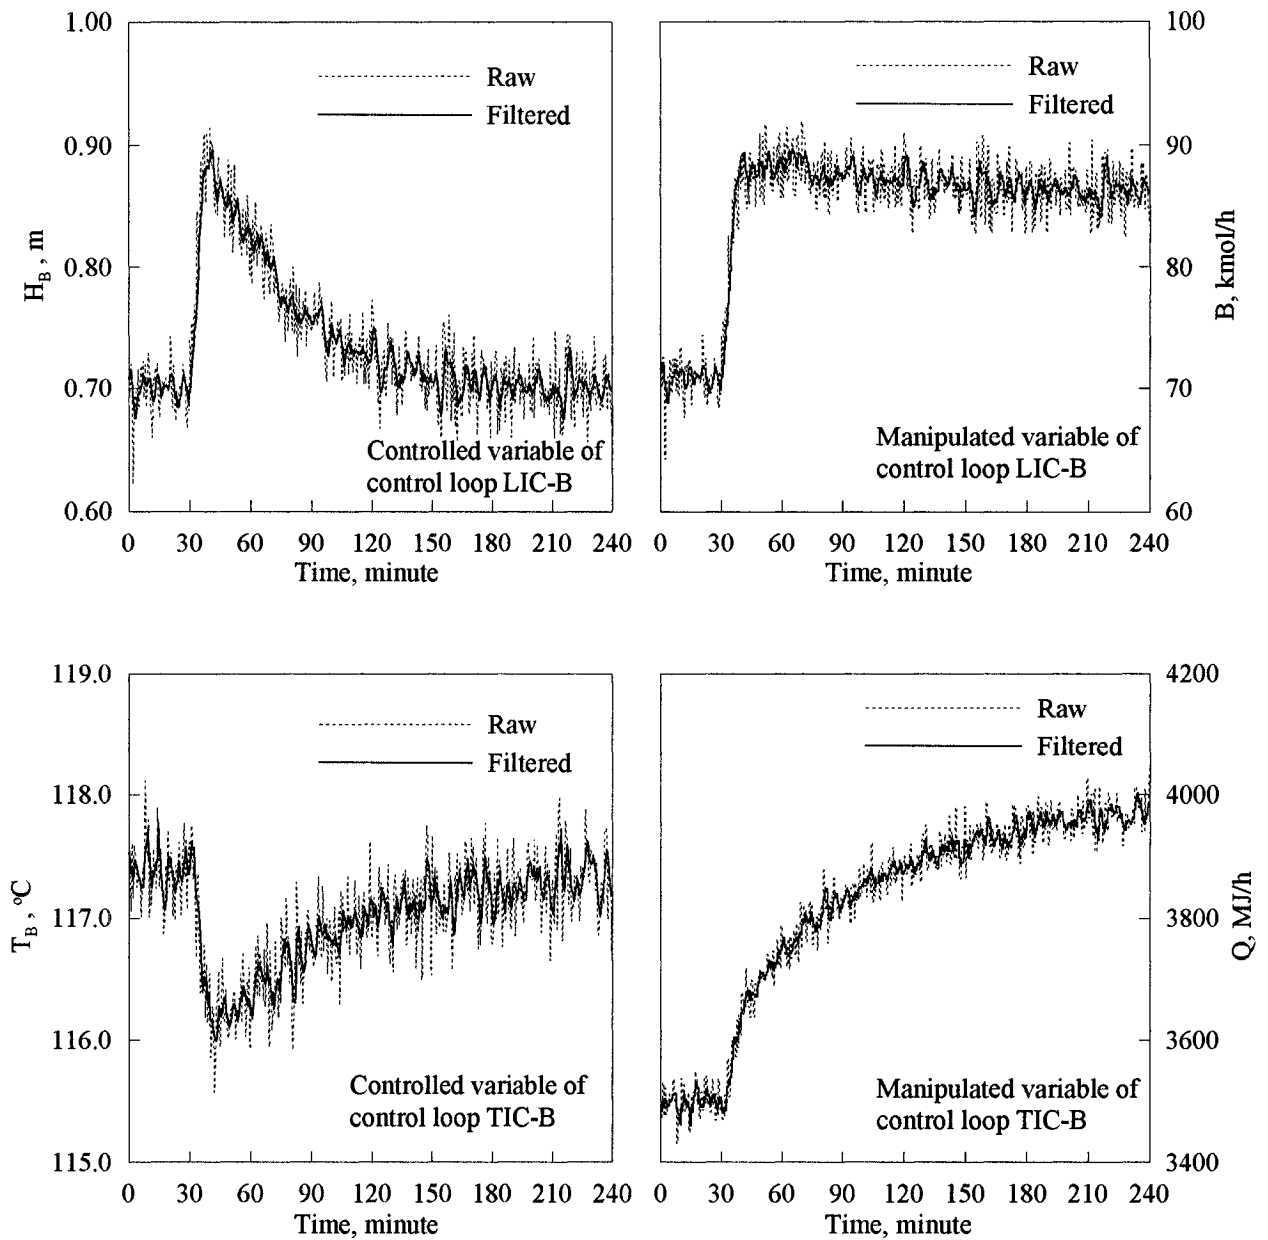 1.00
0.90
0.80
0.70
0.60
H_B , m
Raw
Filtered
Controlled variable of
control loop LIC-B
0 30 60 90 120 150 180 210 240
Time, minute
100
90
80
70
60
B, kmol/h
Raw
Filtered
Manipulated variable of
control loop LIC-B
0 30 60 90 120 150 180 210 240
Time, minute
119.0
118.0
117.0
116.0
115.0
T_B , ºC
Raw
Filtered
Controlled variable of
control loop TIC-B
0 30 60 90 120 150 180 210 240
Time, minute
4200
4000
3800
3600
3400
Q, MJ/h
Raw
Filtered
Manipulated variable of
control loop TIC-B
0 30 60 90 120 150 180 210 240
Time, minute